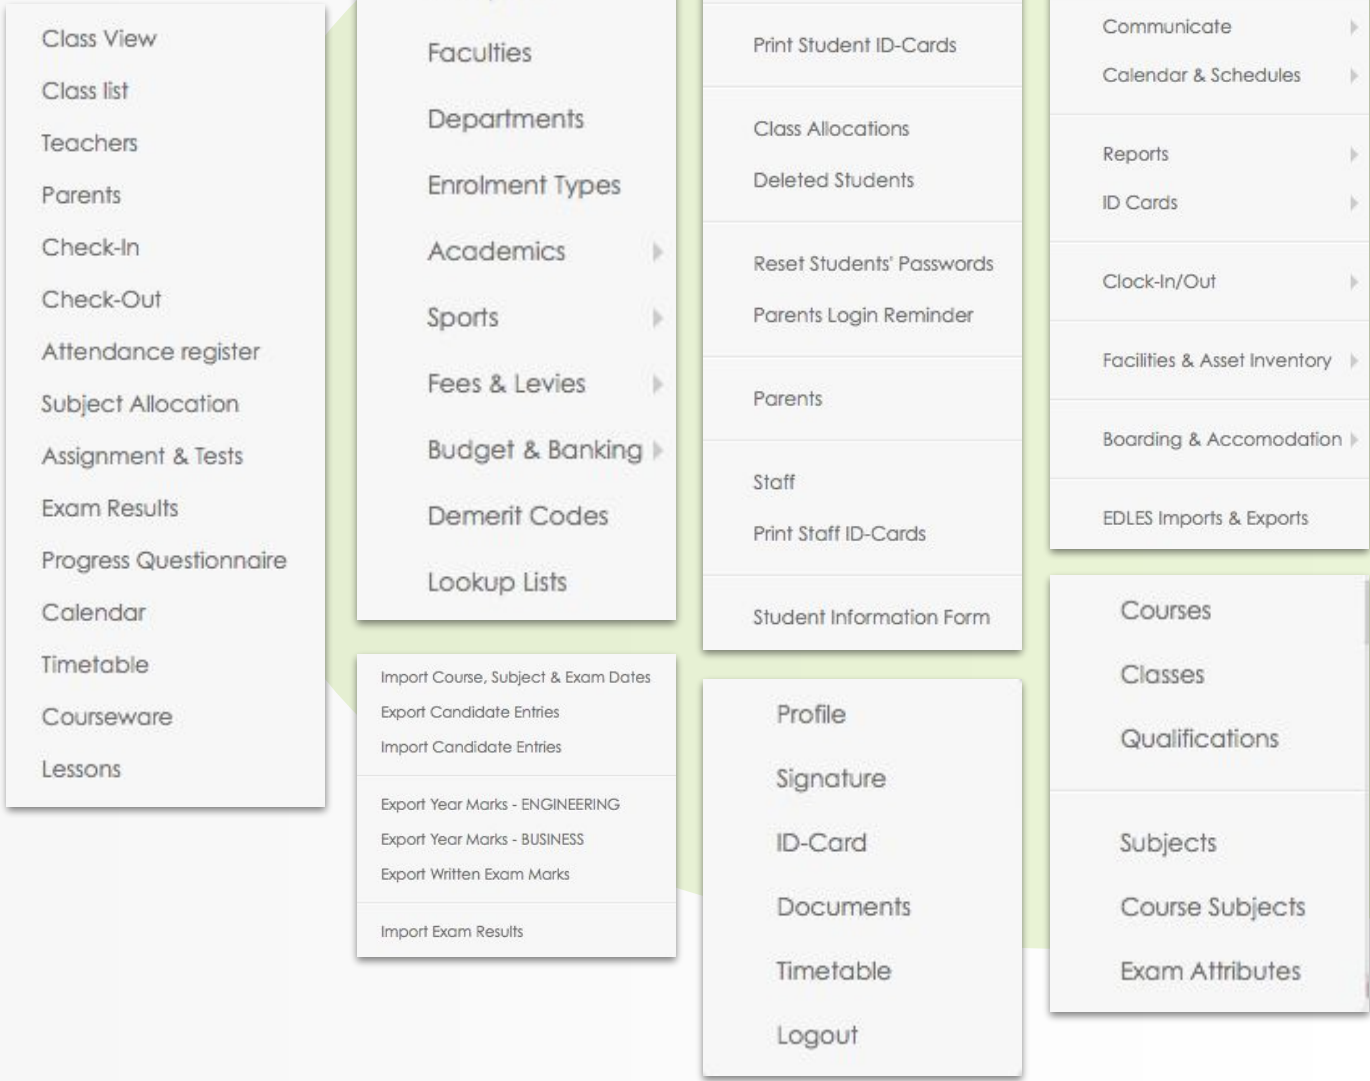 Class View
Class list
Teachers
Parents
Check-In
Check-Out
Attendance register
Subject Allocation
Assignment & Tests
Exam Results
Progress Questionnaire
Calendar
Timetable
Courseware
Lessons
Faculties
Departments
Enrolment Types
Academics
Sports
Fees & Levies
Budget & Banking
Demerit Codes
Lookup Lists
Import Course, Subject & Exam Dates
Export Candidate Entries
Import Candidate Entries
Export Year Marks - ENGINEERING
Export Year Marks - BUSINESS
Export Written Exam Marks
Import Exam Results
Print Student ID-Cards
Class Allocations
Deleted Students
Reset Students' Passwords
Parents Login Reminder
Parents
Staff
Print Staff ID-Cards
Student Information Form
Profile
Signature
ID-Card
Documents
Timetable
Logout
Communicate
Calendar & Schedules
Reports
ID Cards
Clock-In/Out
Facilities & Asset Inventory
Boarding & Accomodation
EDLES Imports & Exports
Courses
Classes
Qualifications
Subjects
Course Subjects
Exam Attributes